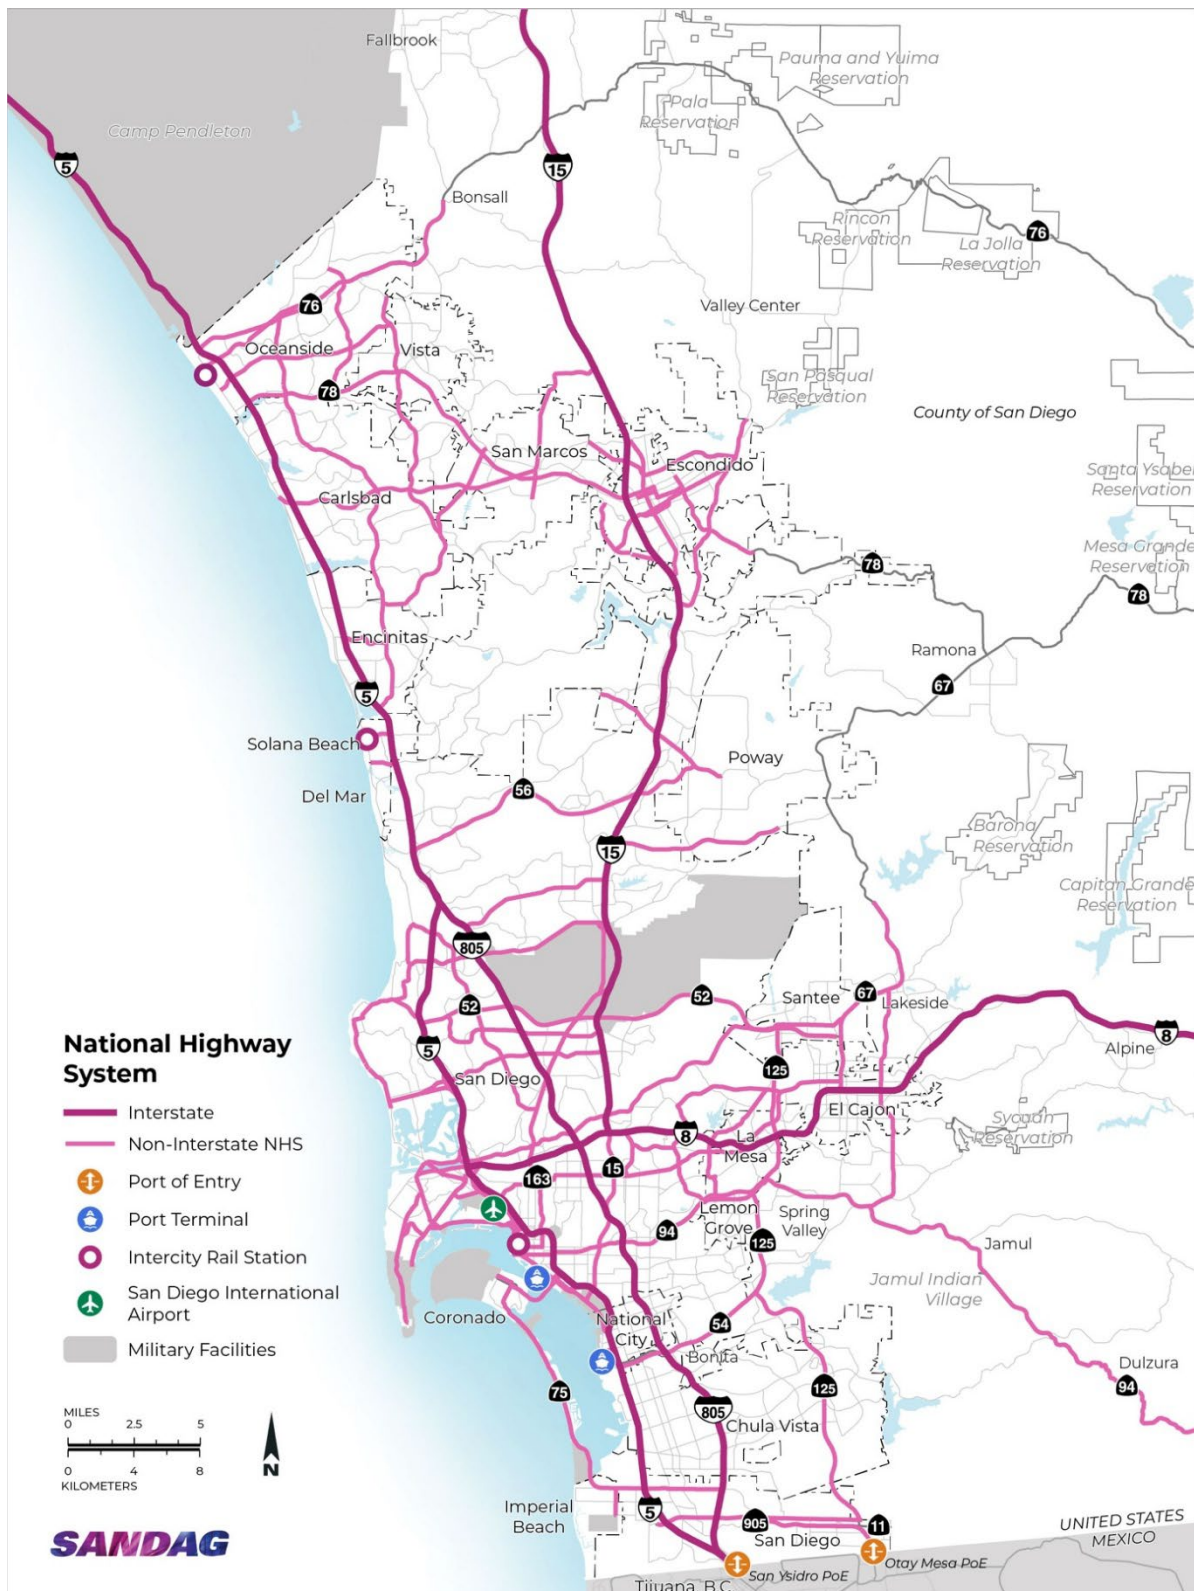 Fallbrook
Pauma and Yuima
Reservation
Pala
Reservation
Camp Pendleton
5
15
Bonsall
Rincon
Reservation
La Jolla
Reservation
76
76
Valley Center
Oceanside
Vista
78
San Pasqual
Reservation
County of San Diego
San Marcos
Escondido
Santa Ysabel
Reservation
Carlsbad
Mesa Grande
Reservation
78
78
Encinitas
Ramona
67
5
Solana Beach
Poway
56
Del Mar
Barona
Reservation
15
Capitan Grande
Reservation
805
52
52
Santee
67
Lakeside
5
8
Alpine
San Diego
125
El Cajon
Sycuan
Reservation
8
La
Mesa
163
15
Lemon
Grove
Spring
Valley
94
125
Jamul
Jamul Indian
Village
Coronado
National
City
54
Bonita
Dulzura
94
75
125
805
Chula Vista
Imperial
Beach
5
905
11
San Diego
UNITED STATES
MEXICO
San Ysidro PoE
Otay Mesa PoE
Tijuana, B.C.
National Highway
System
Interstate
Non-Interstate NHS
Port of Entry
Port Terminal
Intercity Rail Station
San Diego International
Airport
Military Facilities
MILES
0 2.5 5
0 4 8
KILOMETERS
N
SANDAG